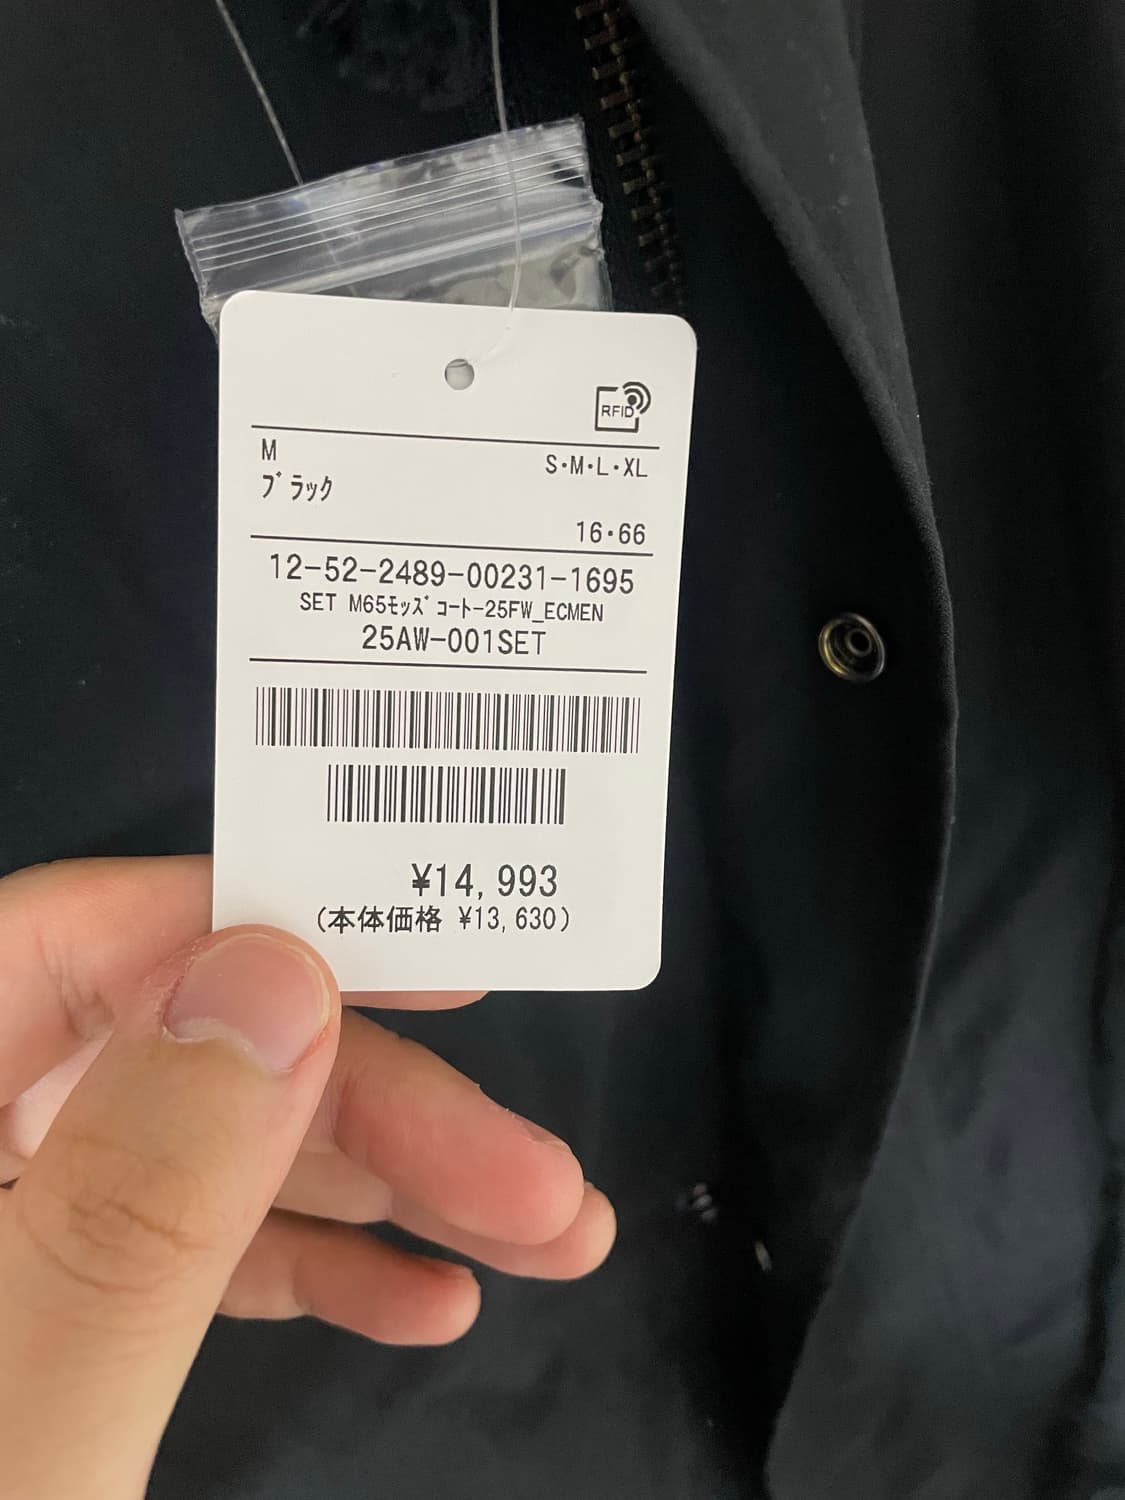 RFID
M
S・M・L・XL
ﾌﾞﾗｯｸ
16・66
12-52-2489-00231-1695
SET M65ﾓｯｽﾞｺｰﾄ-25FW_ECMEN
25AW-001SET
¥14,993
(本体価格 ¥13,630)